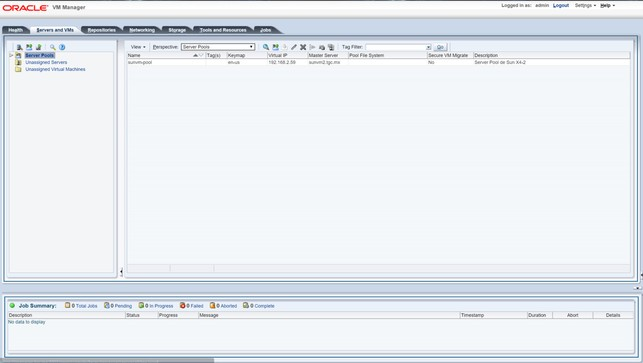 ORACLE VM Manager
Logged in as: admin Logout Settings Help
Health Servers and VMs Repositories Networking Storage Tools and Resources Jobs
View Perspective: Server Pools Tag Filter: Go
Server Pools
Unassigned Servers
Unassigned Virtual Machines
Name Tag(s) Keymap Virtual IP Master Server Pool File System Secure VM Migrate Description
sunvm-pool en-us 192.168.2.59 No Server Pool de Sun X4-2
Job Summary: 0 Total Jobs 0 Pending 0 In Progress 0 Failed 0 Aborted 0 Complete
Description Status Progress Message Timestamp Duration Abort Details
No data to display